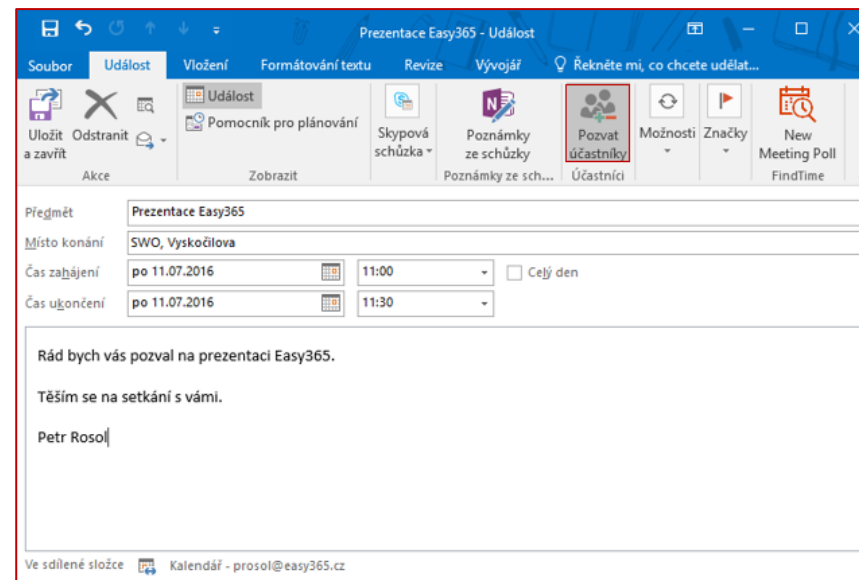 Prezentace Easy365 - Událost
Soubor Událost Vložení Formátování textu Revize Vývojář Řekněte mi, co chcete udělat...
Uložit a zavřít
Odstranit
Akce
Událost
Pomocník pro plánování
Zobrazit
Skypová schůzka
Poznámky ze schůzky
Poznámky ze sch...
Pozvat účastníky
Účastníci
Možnosti
Značky
New Meeting Poll
FindTime
Předmět Prezentace Easy365
Místo konání SWO, Vyskočilova
Čas zahájení po 11.07.2016 11:00 Celý den
Čas ukončení po 11.07.2016 11:30
Rád bych vás pozval na prezentaci Easy365.
Těším se na setkání s vámi.
Petr Rosol
Ve sdílené složce Kalendář - prosol@easy365.cz